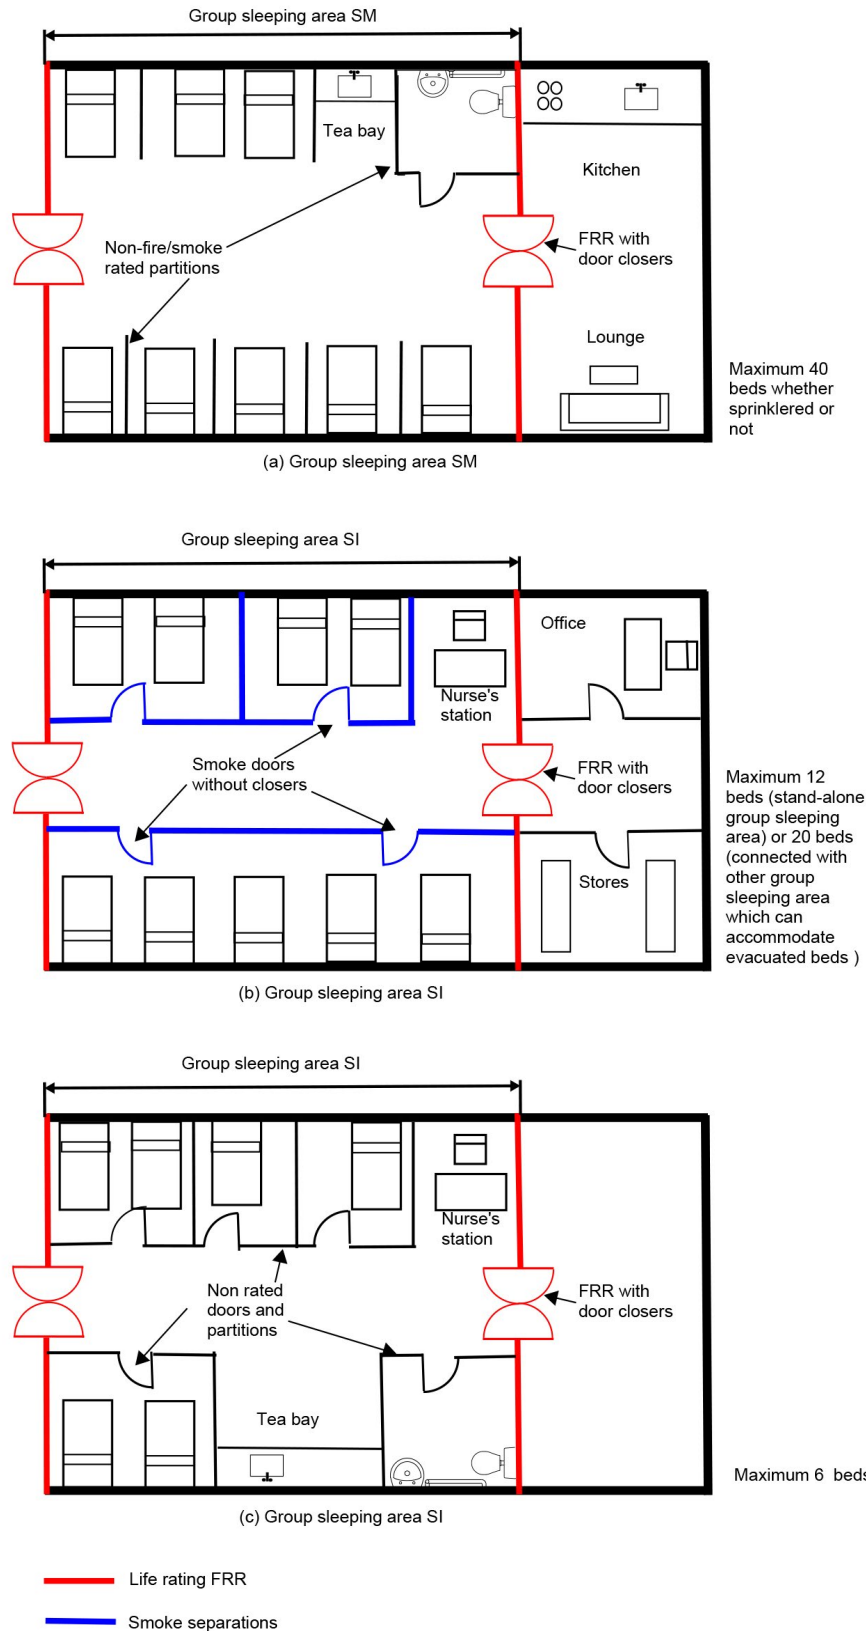 Group sleeping area SM
Tea bay
Kitchen
Non-fire/smoke
rated partitions
FRR with
door closers
Lounge
Maximum 40
beds whether
sprinklered or
not
(a) Group sleeping area SM
Group sleeping area SI
Office
Nurse's
station
Smoke doors
without closers
FRR with
door closers
Maximum 12
beds (stand-alone
group sleeping
area) or 20 beds
(connected with
other group
sleeping area
which can
accommodate
evacuated beds )
Stores
(b) Group sleeping area SI
Group sleeping area SI
Nurse's
station
Non rated
doors and
partitions
FRR with
door closers
Tea bay
Maximum 6 beds
(c) Group sleeping area SI
Life rating FRR
Smoke separations